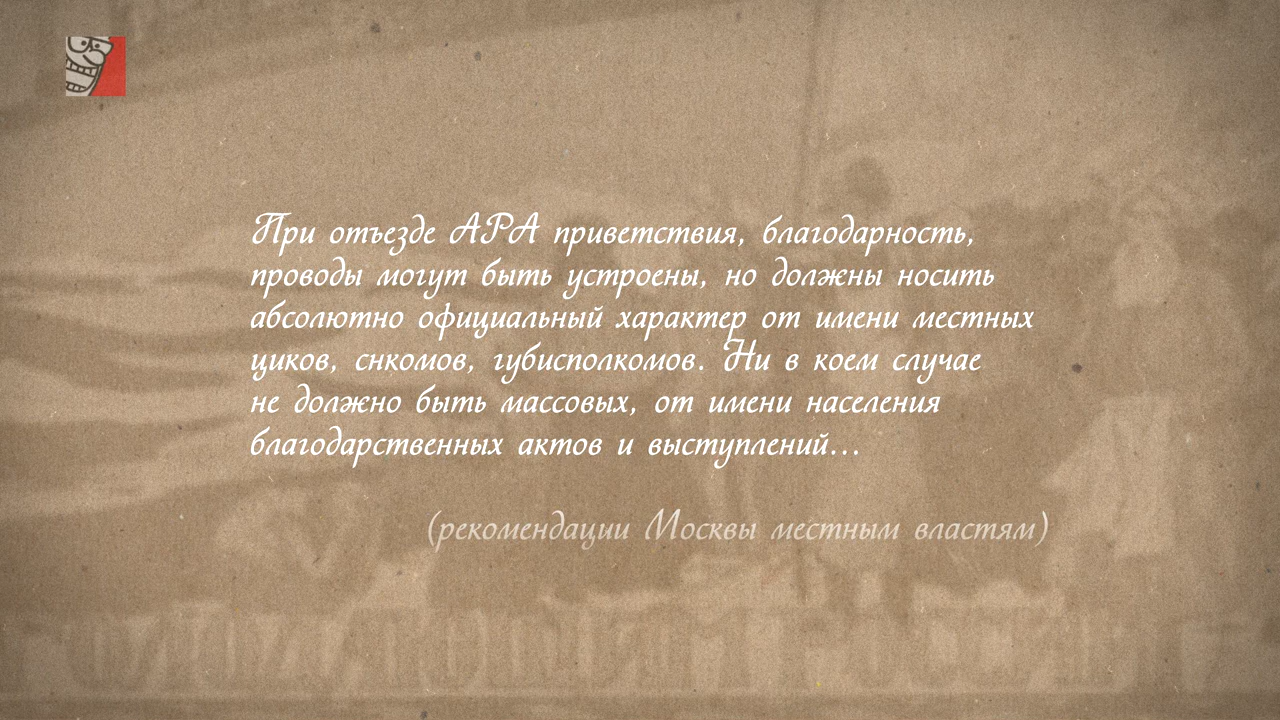 При отъезде АРА приветствия, благодарность,
проводы могут быть устроены, но должны носить
абсолютно официальный характер от имени местных
циков, снкомов, губисполкомов. Ни в коем случае
не должно быть массовых, от имени населения
благодарственных актов и выступлений...
(рекомендации Москвы местным властям)